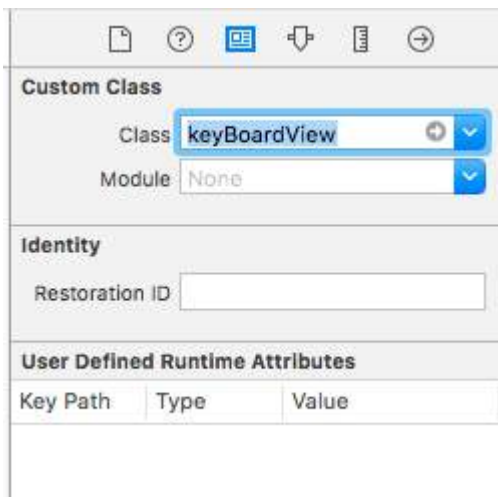 Custom Class
Class keyBoardView
Module None
Identity
Restoration ID
User Defined Runtime Attributes
Key Path Type Value